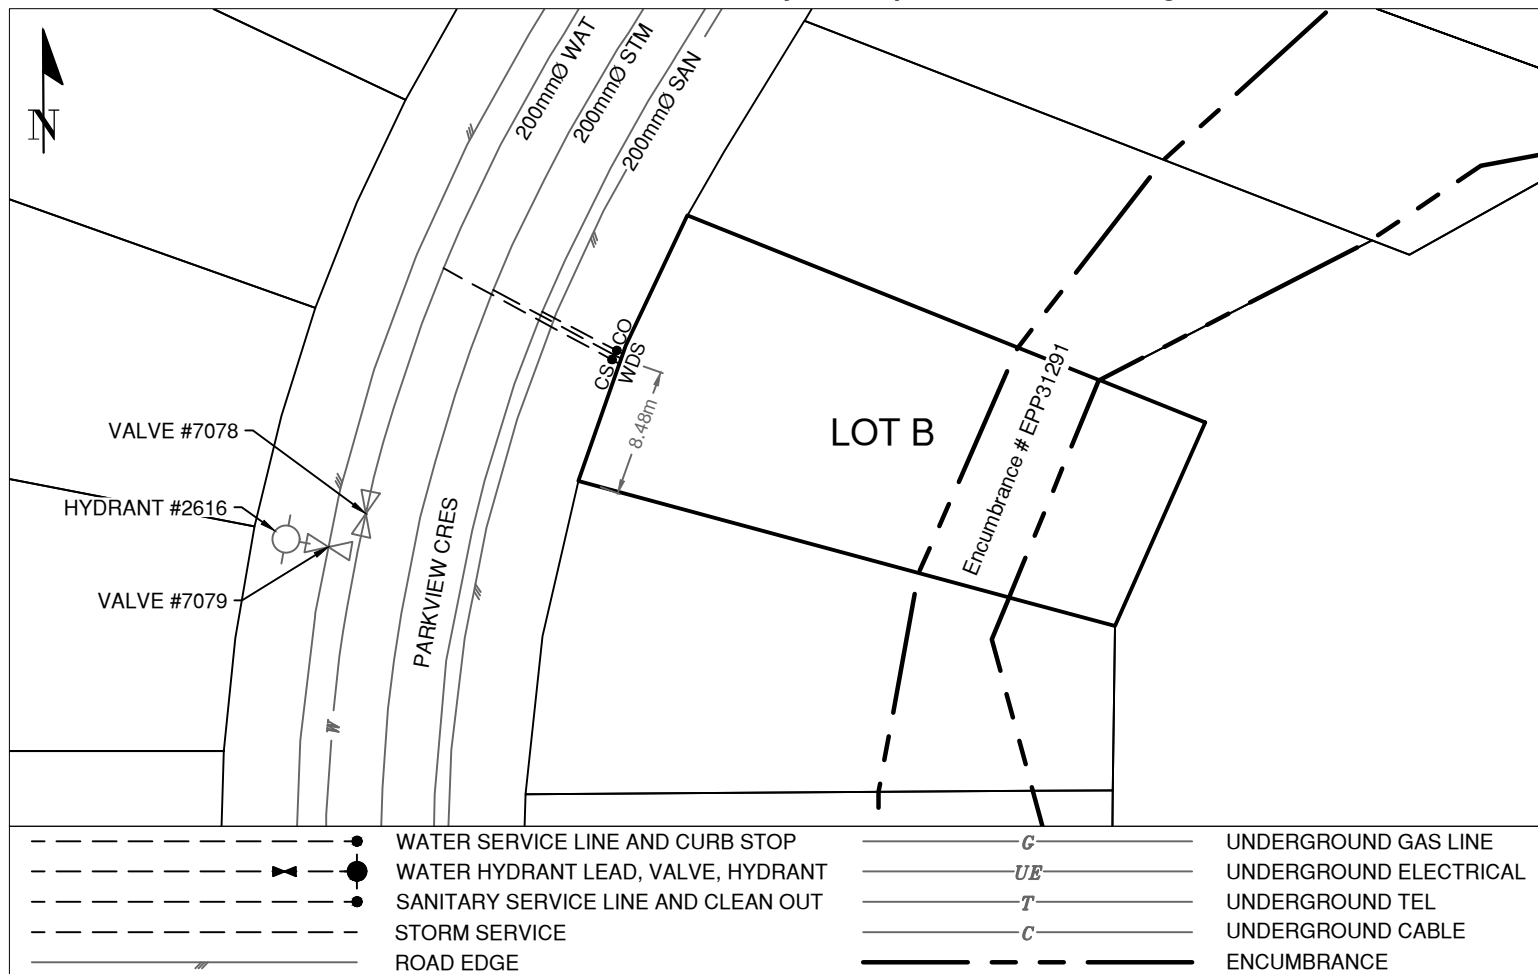 N
200mmØ WAT
200mmØ STM
200mmØ SAN
CO
CS
WDS
8.48m
LOT B
Encumbrance # EPP31291
VALVE #7078
HYDRANT #2616
VALVE #7079
PARKVIEW CRES
W
WATER SERVICE LINE AND CURB STOP
WATER HYDRANT LEAD, VALVE, HYDRANT
SANITARY SERVICE LINE AND CLEAN OUT
STORM SERVICE
ROAD EDGE
G UNDERGROUND GAS LINE
UE UNDERGROUND ELECTRICAL
T UNDERGROUND TEL
C UNDERGROUND CABLE
ENCUMBRANCE